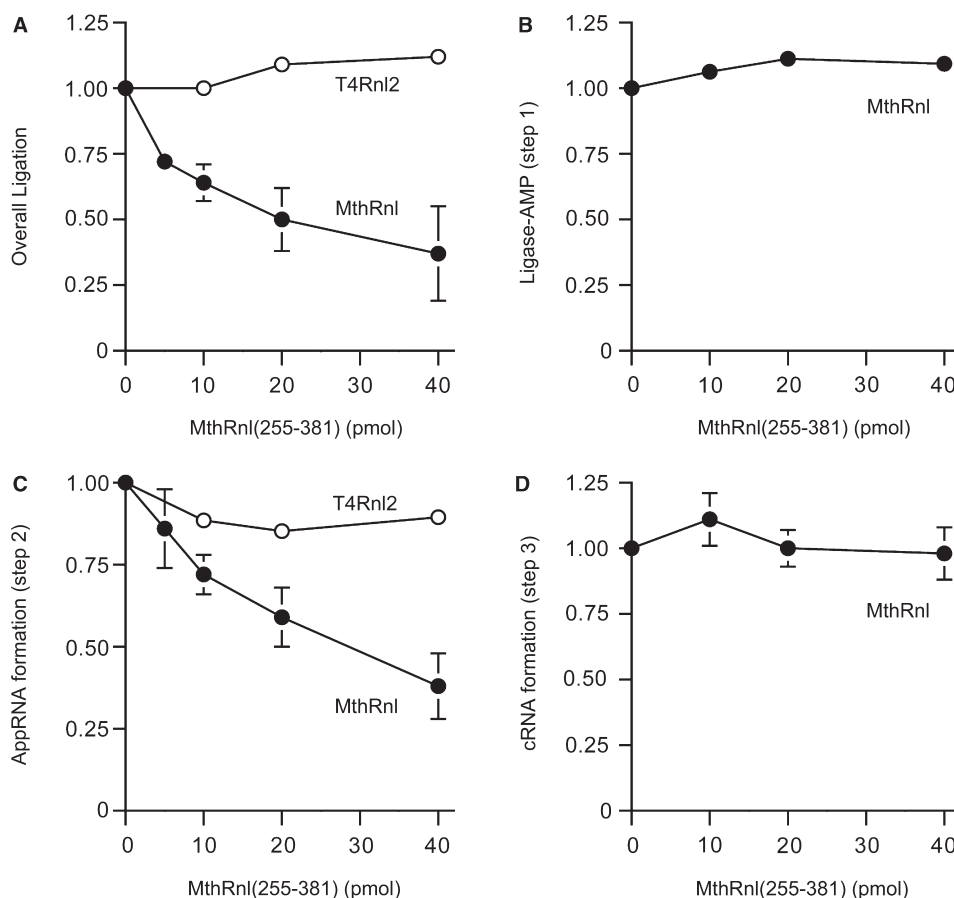 A
Overall Ligation
1.25
1.00
0.75
0.50
0.25
0
T4Rnl2
MthRnl
0 10 20 30 40
MthRnl(255-381) (pmol)
B
Ligase-AMP (step 1)
1.25
1.00
0.75
0.50
0.25
0
MthRnl
0 10 20 30 40
MthRnl(255-381) (pmol)
C
AppRNA formation (step 2)
1.00
0.75
0.50
0.25
0
T4Rnl2
MthRnl
0 10 20 30 40
MthRnl(255-381) (pmol)
D
cRNA formation (step 3)
1.25
1.00
0.75
0.50
0.25
0
MthRnl
0 10 20 30 40
MthRnl(255-381) (pmol)